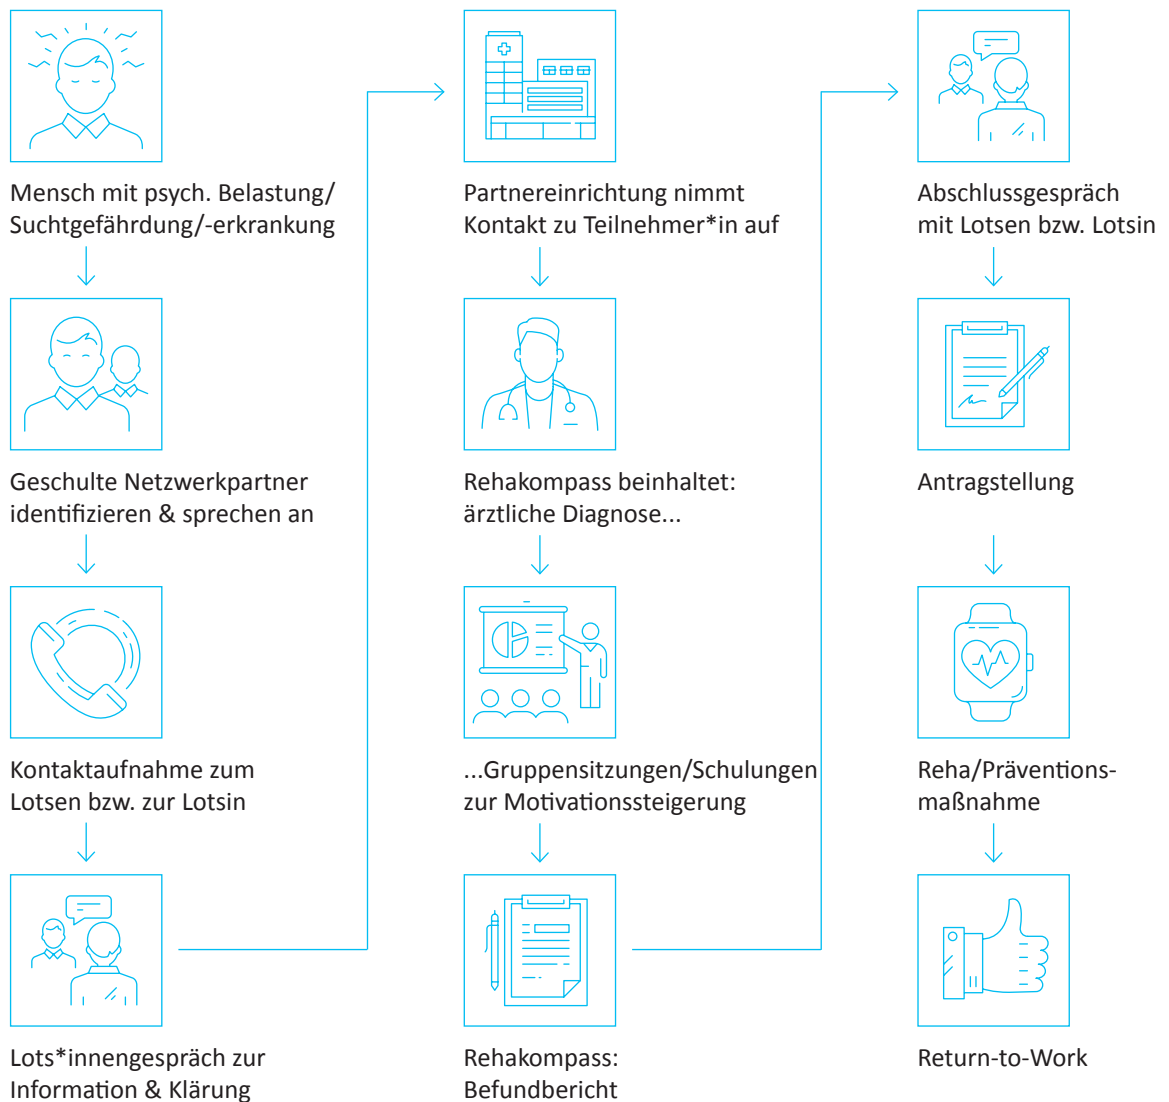 Mensch mit psych. Belastung/
Suchtgefährdung/-erkrankung
Geschulte Netzwerkpartner
identifizieren & sprechen an
Kontaktaufnahme zum
Lotsen bzw. zur Lotsin
Lots*innengespräch zur
Information & Klärung
Partnereinrichtung nimmt
Kontakt zu Teilnehmer*in auf
Rehakompass beinhaltet:
ärztliche Diagnose...
...Gruppensitzungen/Schulungen
zur Motivationssteigerung
Rehakompass:
Befundbericht
Abschlussgespräch
mit Lotsen bzw. Lotsin
Antragstellung
Reha/Präventions-
maßnahme
Return-to-Work